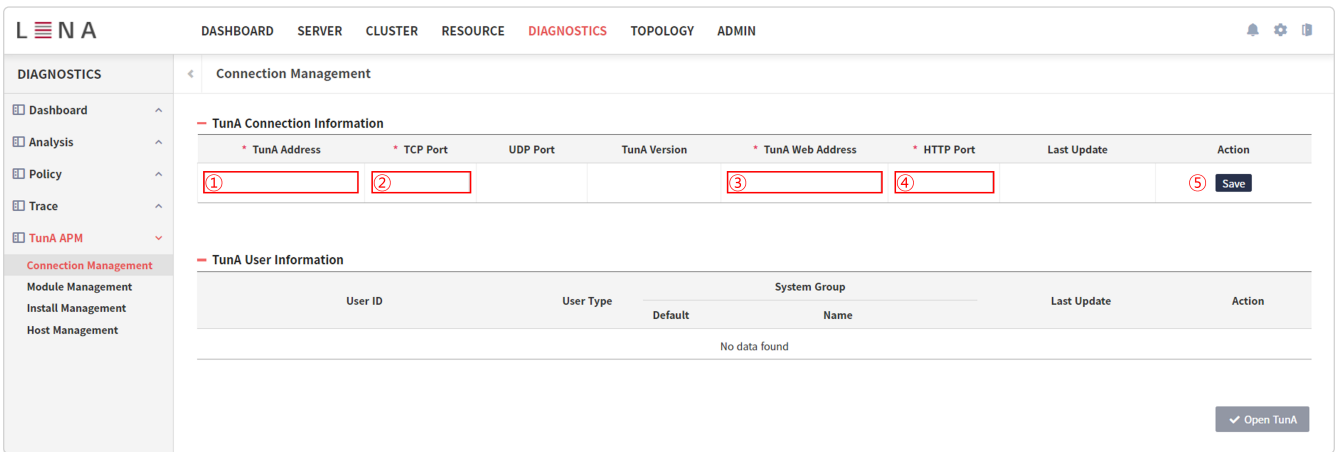 LENA
DASHBOARD SERVER CLUSTER RESOURCE DIAGNOSTICS TOPOLOGY ADMIN
DIAGNOSTICS
Connection Management
Dashboard
Analysis
Policy
Trace
TunA APM
Connection Management
Module Management
Install Management
Host Management
TunA Connection Information
* TunA Address * TCP Port UDP Port TunA Version * TunA Web Address * HTTP Port Last Update Action
① ② ③ ④ ⑤ Save
TunA User Information
User ID User Type System Group Last Update Action
Default Name
No data found
Open TunA